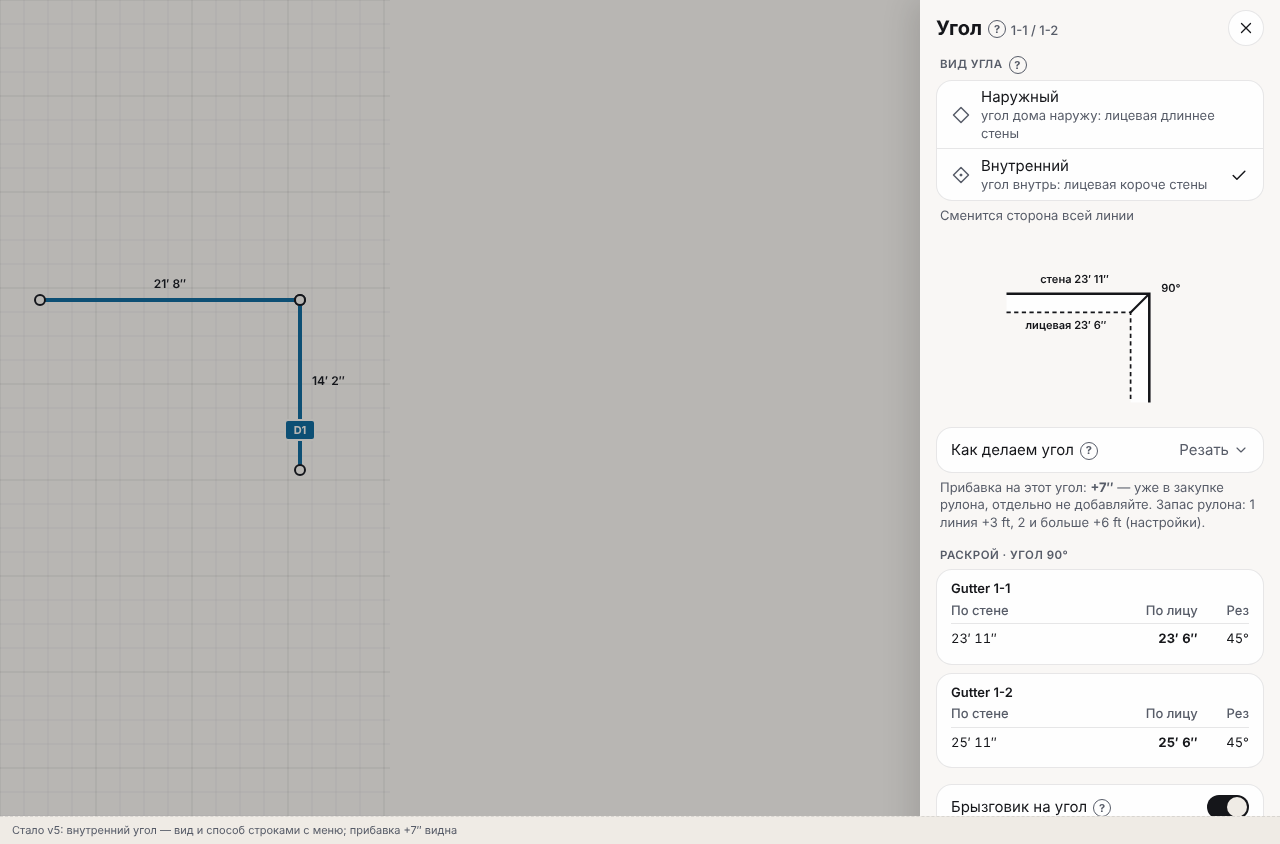 21′ 8″
14′ 2″
D1
Угол ? 1-1 / 1-2
ВИД УГЛА ?
Наружный
угол дома наружу: лицевая длиннее
стены
Внутренний
угол внутрь: лицевая короче стены
Сменится сторона всей линии
стена 23′ 11″
90°
лицевая 23′ 6″
Как делаем угол ? Резать
Прибавка на этот угол: +7″ — уже в закупке
рулона, отдельно не добавляйте. Запас рулона: 1
линия +3 ft, 2 и больше +6 ft (настройки).
РАСКРОЙ · УГОЛ 90°
Gutter 1-1
По стене По лицу Рез
23′ 11″ 23′ 6″ 45°
Gutter 1-2
По стене По лицу Рез
25′ 11″ 25′ 6″ 45°
Брызговик на угол ?
Стало v5: внутренний угол — вид и способ строками с меню; прибавка +7″ видна